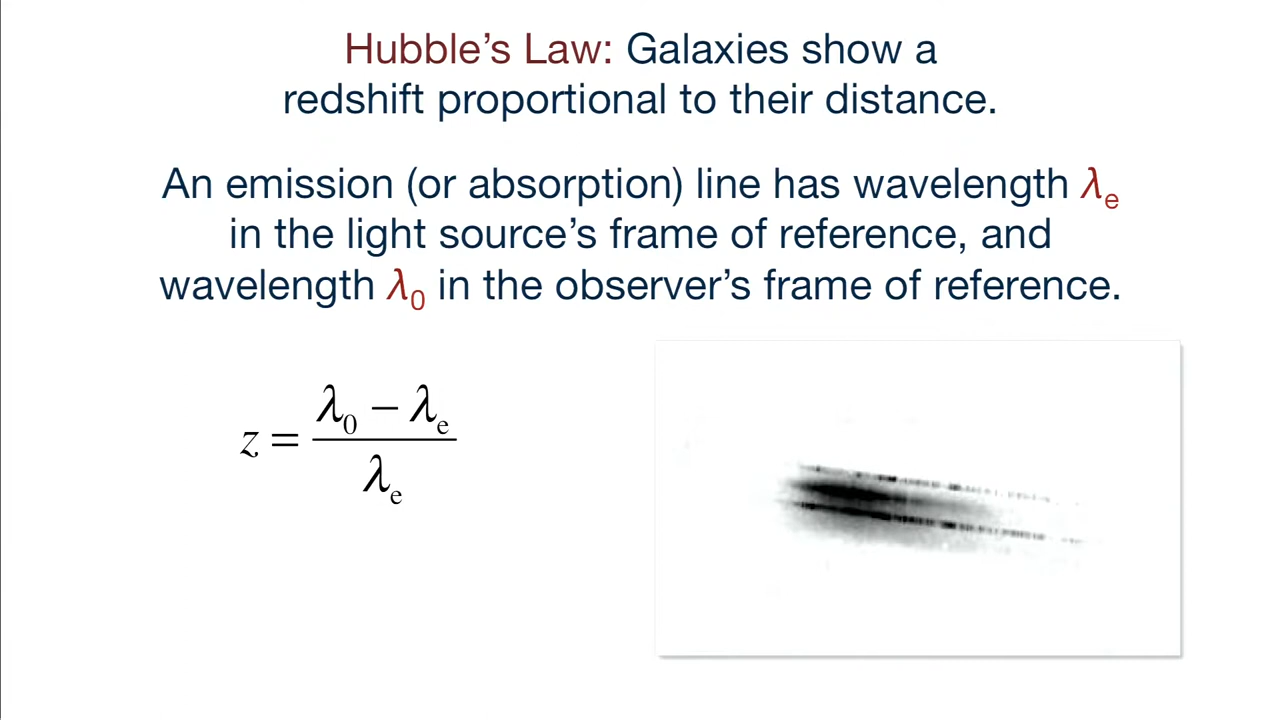 Hubble’s Law: Galaxies show a
redshift proportional to their distance.
An emission (or absorption) line has wavelength λe
in the light source’s frame of reference, and
wavelength λ0 in the observer’s frame of reference.
z = (λ0 − λe) / λe